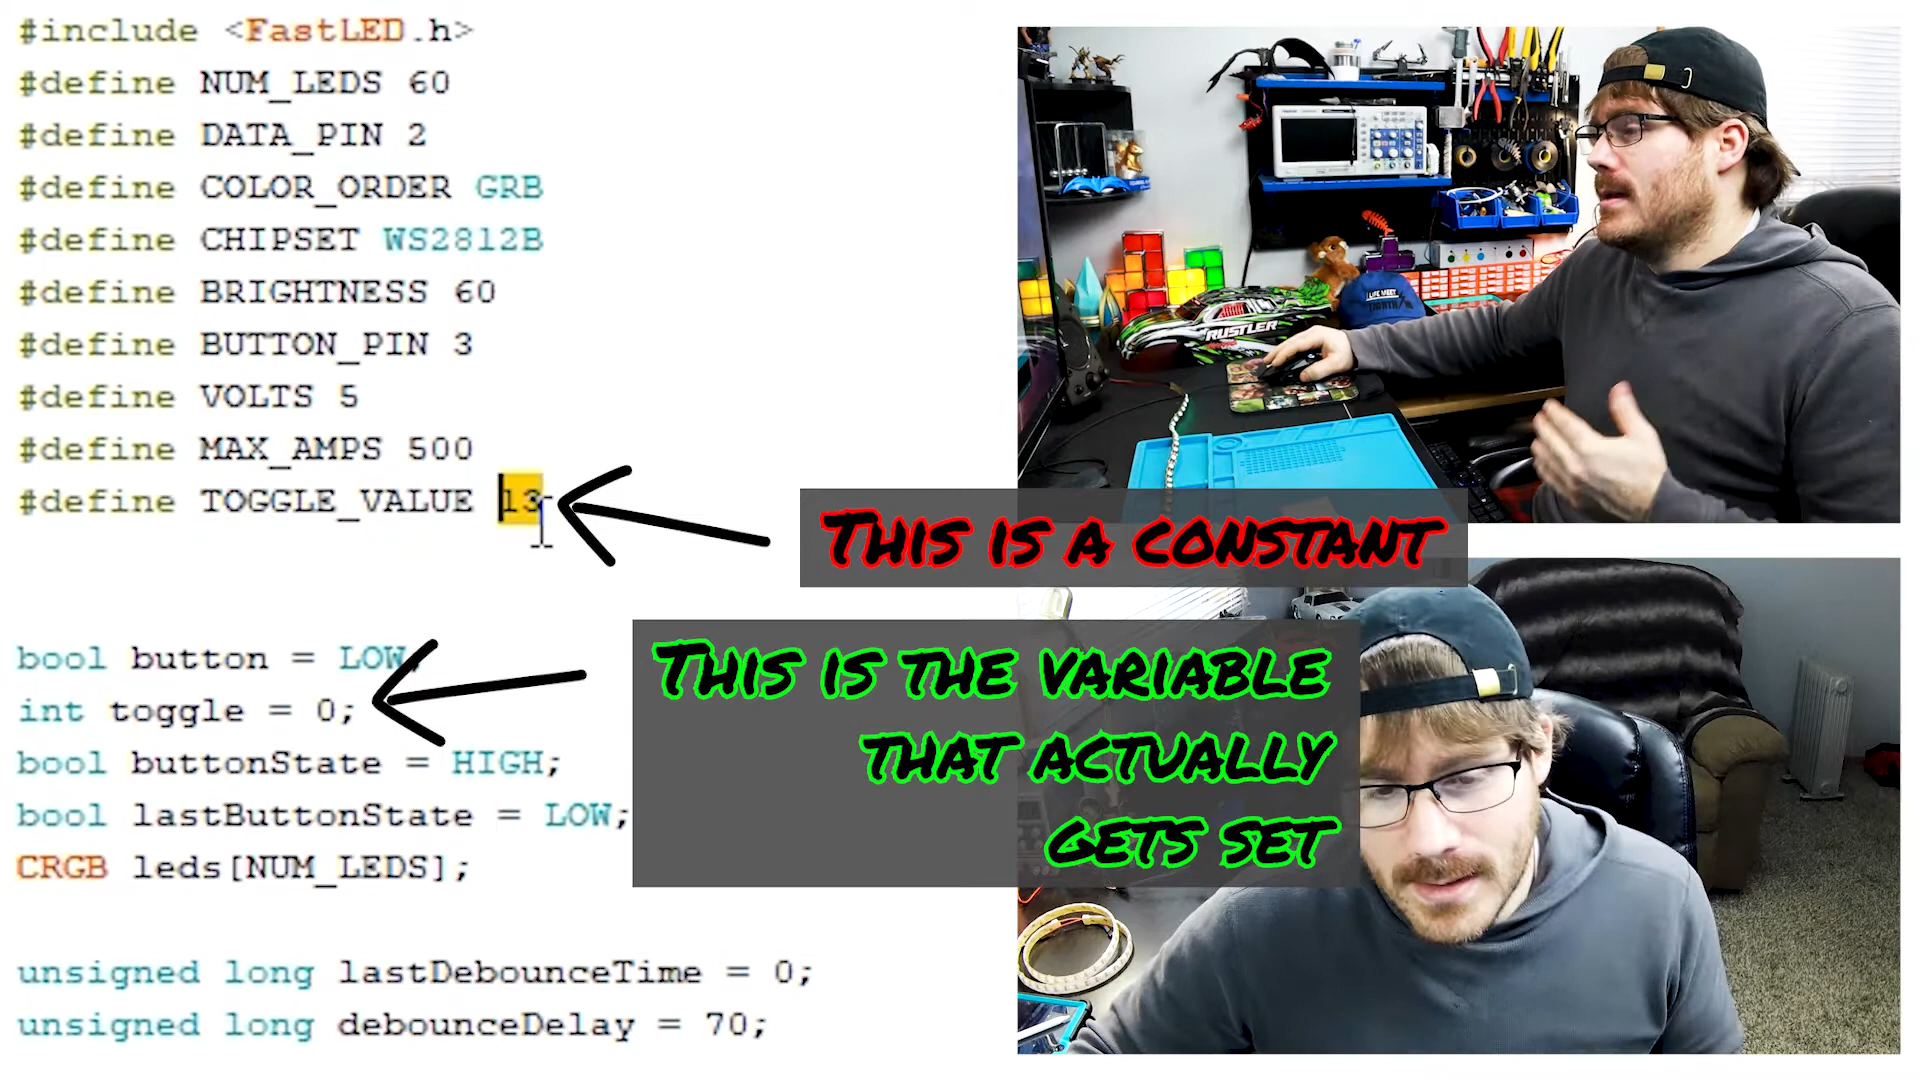 #include <FastLED.h>
#define NUM_LEDS 60
#define DATA_PIN 2
#define COLOR_ORDER GRB
#define CHIPSET WS2812B
#define BRIGHTNESS 60
#define BUTTON_PIN 3
#define VOLTS 5
#define MAX_AMPS 500
#define TOGGLE_VALUE 13
THIS IS A CONSTANT
bool button = LOW;
int toggle = 0;
bool buttonState = HIGH;
bool lastButtonState = LOW;
CRGB leds[NUM_LEDS];
THIS IS THE VARIABLE
THAT ACTUALLY
GETS SET
unsigned long lastDebounceTime = 0;
unsigned long debounceDelay = 70;
RUSTLER